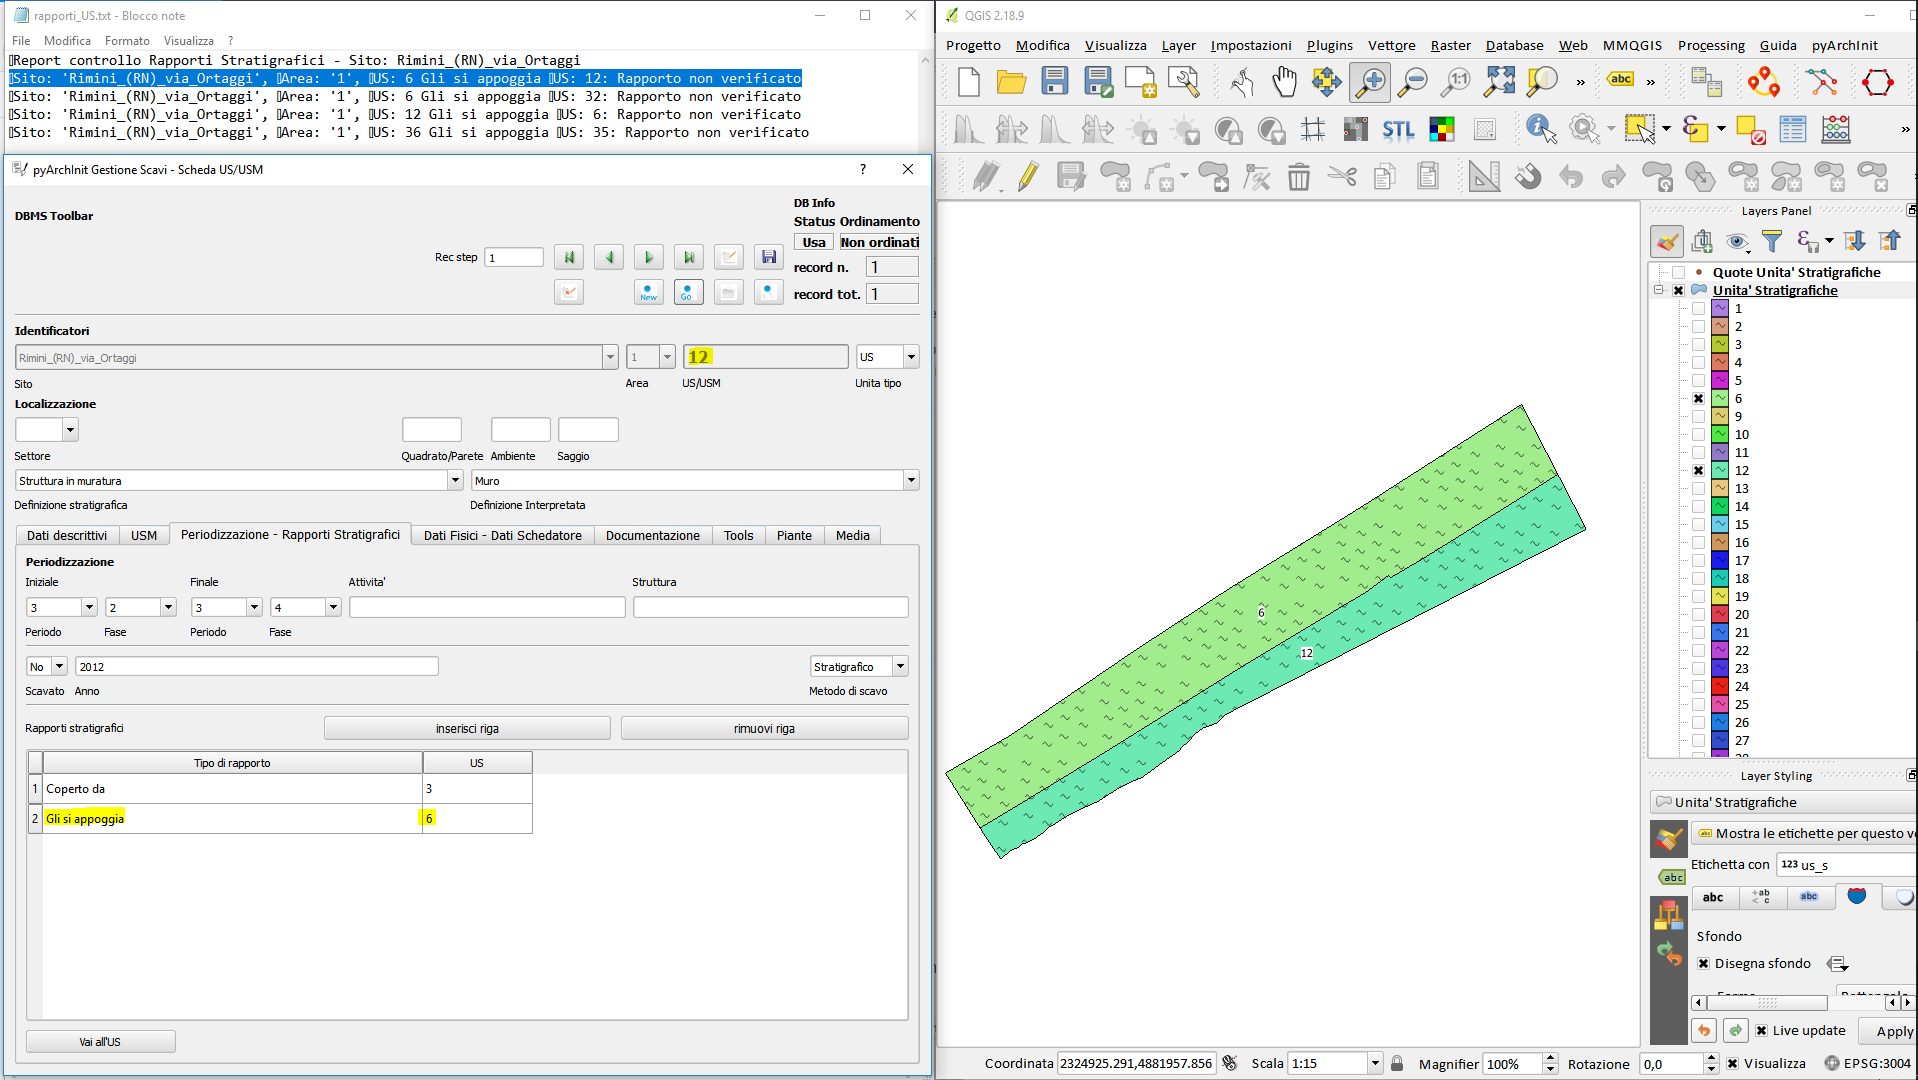 rapporti_US.txt - Blocco note
File Modifica Formato Visualizza ?
Report controllo Rapporti Stratigrafici - Sito: Rimini_(RN)_via_Ortaggi
Sito: 'Rimini_(RN)_via_Ortaggi', Area: '1', US: 6 Gli si appoggia US: 12: Rapporto non verificato
Sito: 'Rimini_(RN)_via_Ortaggi', Area: '1', US: 6 Gli si appoggia US: 32: Rapporto non verificato
Sito: 'Rimini_(RN)_via_Ortaggi', Area: '1', US: 12 Gli si appoggia US: 6: Rapporto non verificato
Sito: 'Rimini_(RN)_via_Ortaggi', Area: '1', US: 36 Gli si appoggia US: 35: Rapporto non verificato
pyArchInit Gestione Scavi - Scheda US/USM
?
DBMS Toolbar
DB Info
Status Ordinamento
Usa Non ordinati
Rec step 1
record n. 1
New Go
record tot. 1
Identificatori
Rimini_(RN)_via_Ortaggi 1 12 US
Sito Area US/USM Unita tipo
Localizzazione
Settore Quadrato/Parete Ambiente Saggio
Struttura in muratura Muro
Definizione stratigrafica Definizione Interpretata
Dati descrittivi USM Periodizzazione - Rapporti Stratigrafici Dati Fisici - Dati Schedatore Documentazione Tools Piante Media
Periodizzazione
Iniziale Finale Attivita' Struttura
3 2 3 4
Periodo Fase Periodo Fase
No 2012 Stratigrafico
Scavato Anno Metodo di scavo
Rapporti stratigrafici inserisci riga rimuovi riga
Tipo di rapporto US
1 Coperto da 3
2 Gli si appoggia 6
Vai all'US
QGIS 2.18.9
Progetto Modifica Visualizza Layer Impostazioni Plugins Vettore Raster Database Web MMQGIS Processing Guida pyArchInit
1:1 » abc »
STL »
6
12
Layers Panel
Quote Unita' Stratigrafiche
Unita' Stratigrafiche
1
2
3
4
5
6
9
10
11
12
13
14
15
16
17
18
19
20
21
22
23
24
25
26
27
Layer Styling
Unita' Stratigrafiche
Mostra le etichette per questo
Etichetta con 123 us_s
abc
abc +ab < c abc
Sfondo
Disegna sfondo
Live update Apply
Coordinata 2324925.291,4881957.856 Scala 1:15 Magnifier 100% Rotazione 0,0 Visualizza EPSG:3004